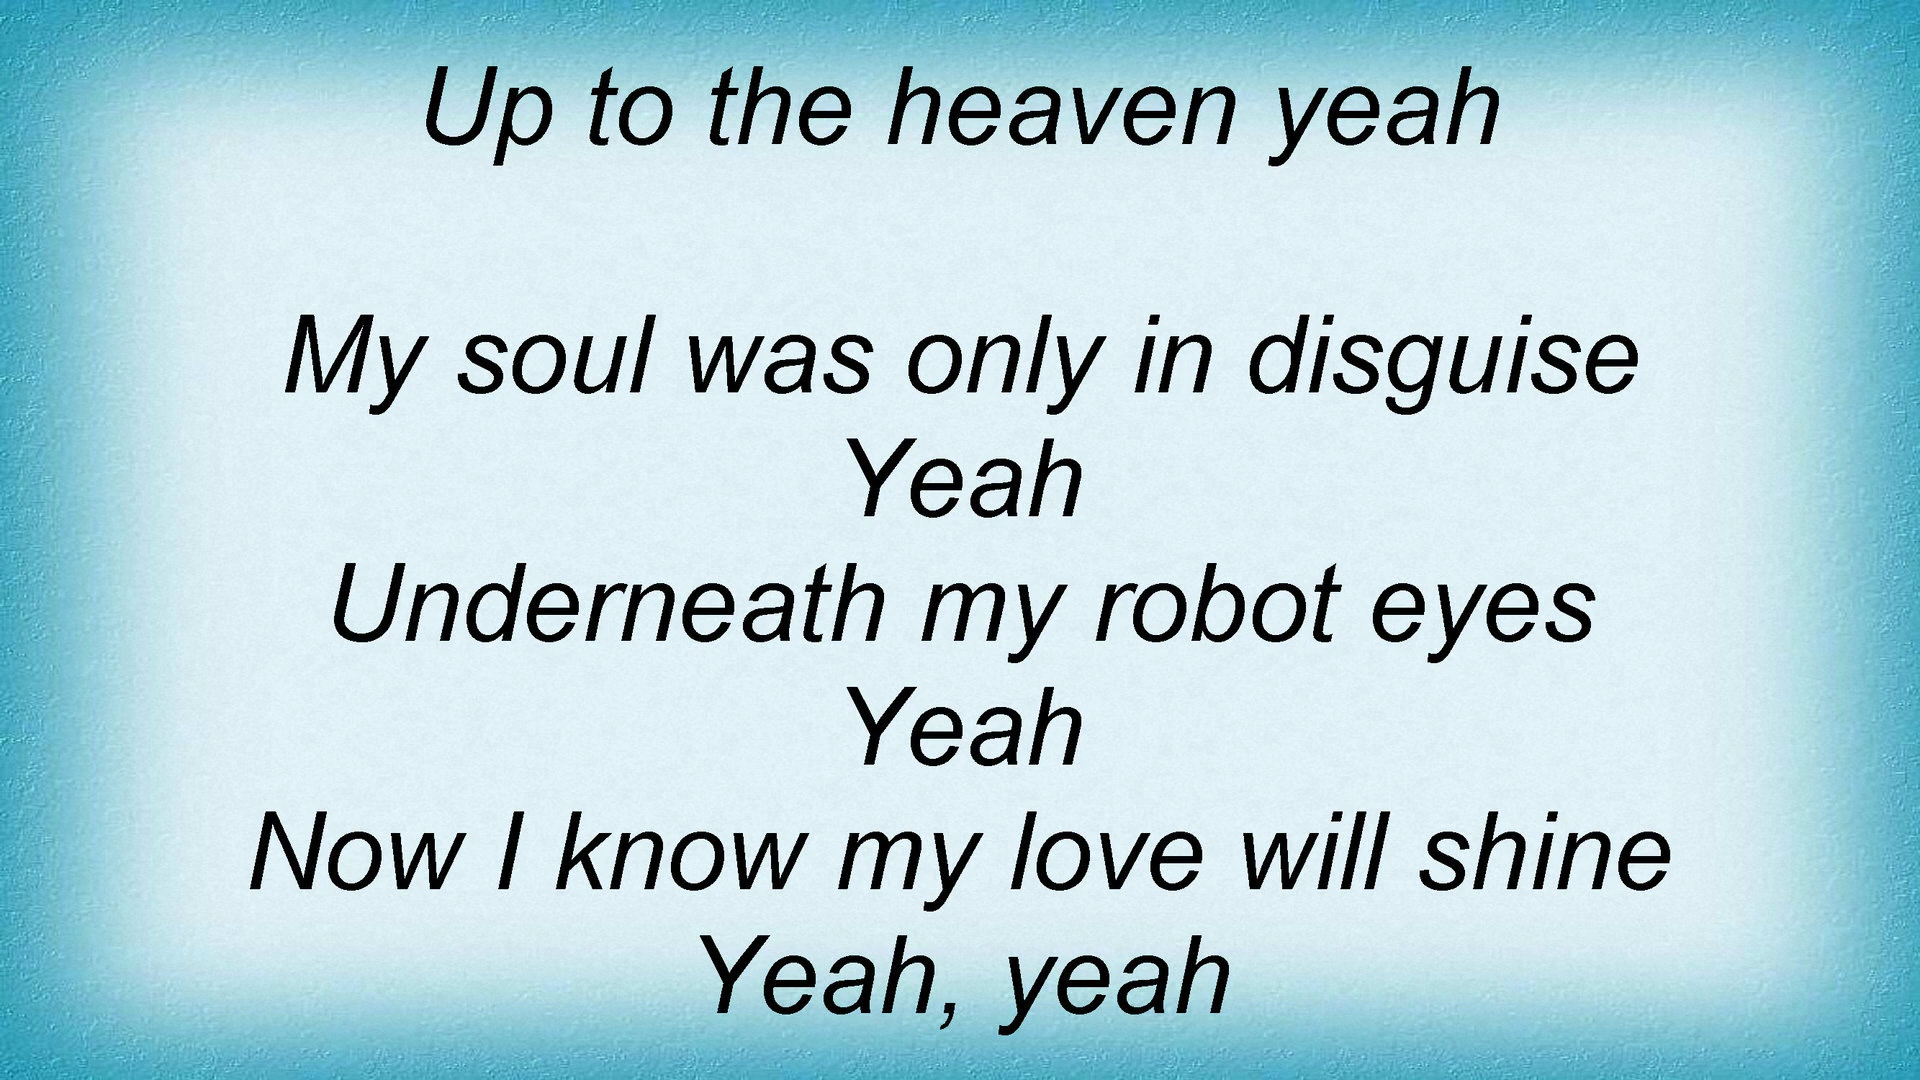 Up to the heaven yeah
My soul was only in disguise
Yeah
Underneath my robot eyes
Yeah
Now I know my love will shine
Yeah, yeah